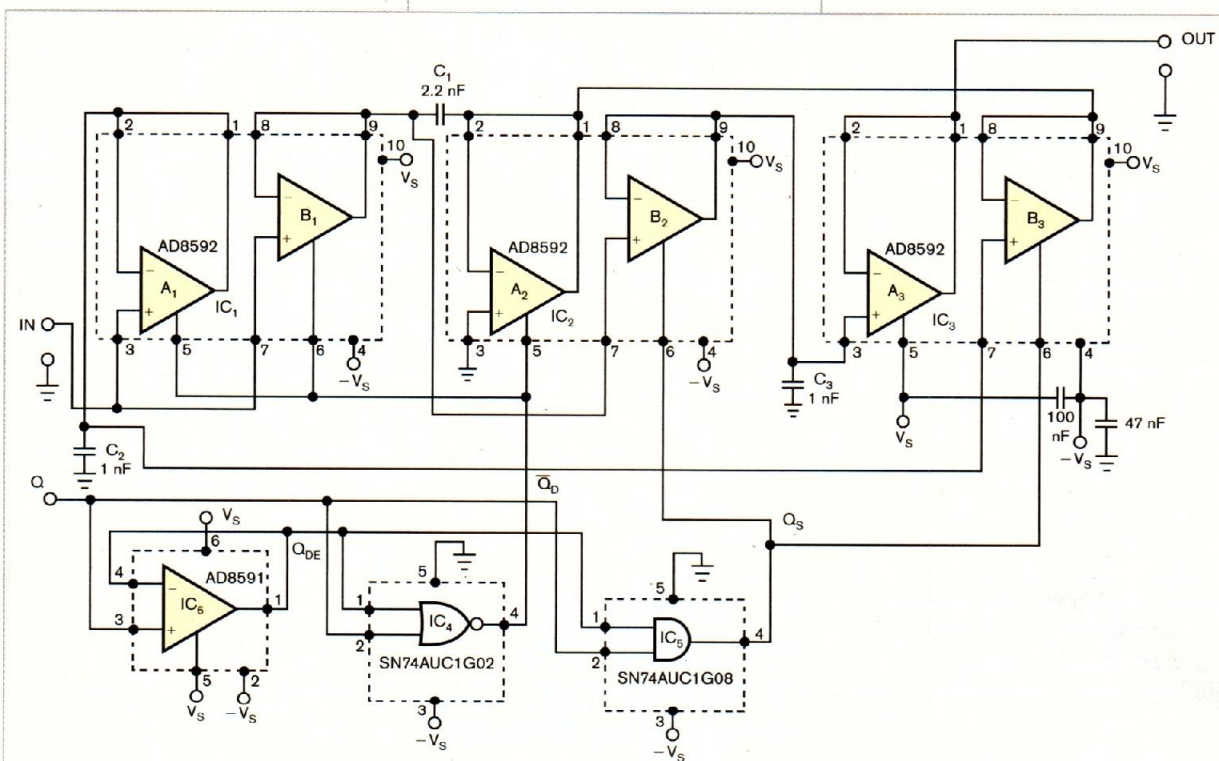 OUT
C1
2.2 nF
2 1 8 9
10
VS
2 1 8 9
10
VS
2 1 8 9
10
VS
− B1
+
− B2
+
− B3
+
AD8592
AD8592
AD8592
− A1
+
IC1
− A2
+
IC2
− A3
+
IC3
IN
3 5 7 6 4
−VS
3 5 7 6 4
−VS
3 5 7 6 4
C3
1 nF
VS
100
nF
−VS
47 nF
C2
1 nF
Q
Q̅D
VS
QS
6
QDE
AD8591
4 −
IC6
3 +
1
5
VS
2
−VS
5
1
2
IC4
4
SN74AUC1G02
3
−VS
5
1
2
IC5
4
SN74AUC1G08
3
−VS